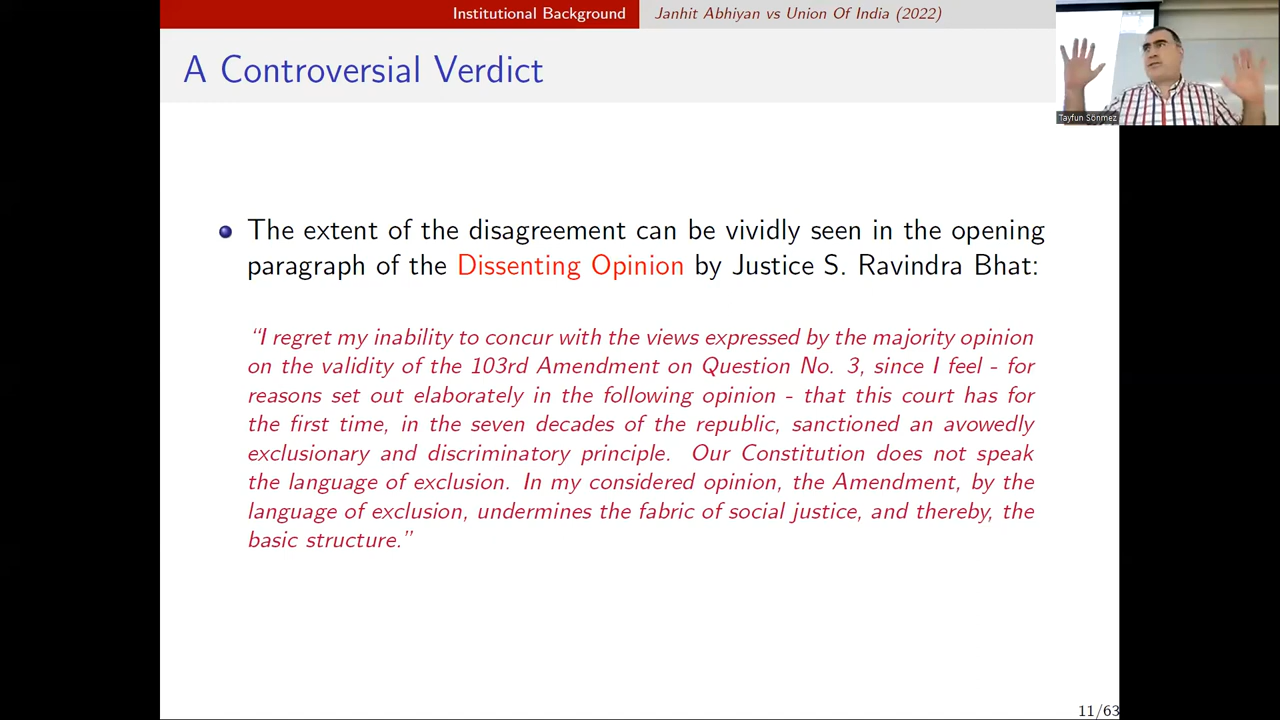 Institutional Background
Janhit Abhiyan vs Union Of India (2022)
A Controversial Verdict
Tayfun Sönmez
The extent of the disagreement can be vividly seen in the opening
paragraph of the Dissenting Opinion by Justice S. Ravindra Bhat:
“I regret my inability to concur with the views expressed by the majority opinion
on the validity of the 103rd Amendment on Question No. 3, since I feel - for
reasons set out elaborately in the following opinion - that this court has for
the first time, in the seven decades of the republic, sanctioned an avowedly
exclusionary and discriminatory principle. Our Constitution does not speak
the language of exclusion. In my considered opinion, the Amendment, by the
language of exclusion, undermines the fabric of social justice, and thereby, the
basic structure.”
11/63